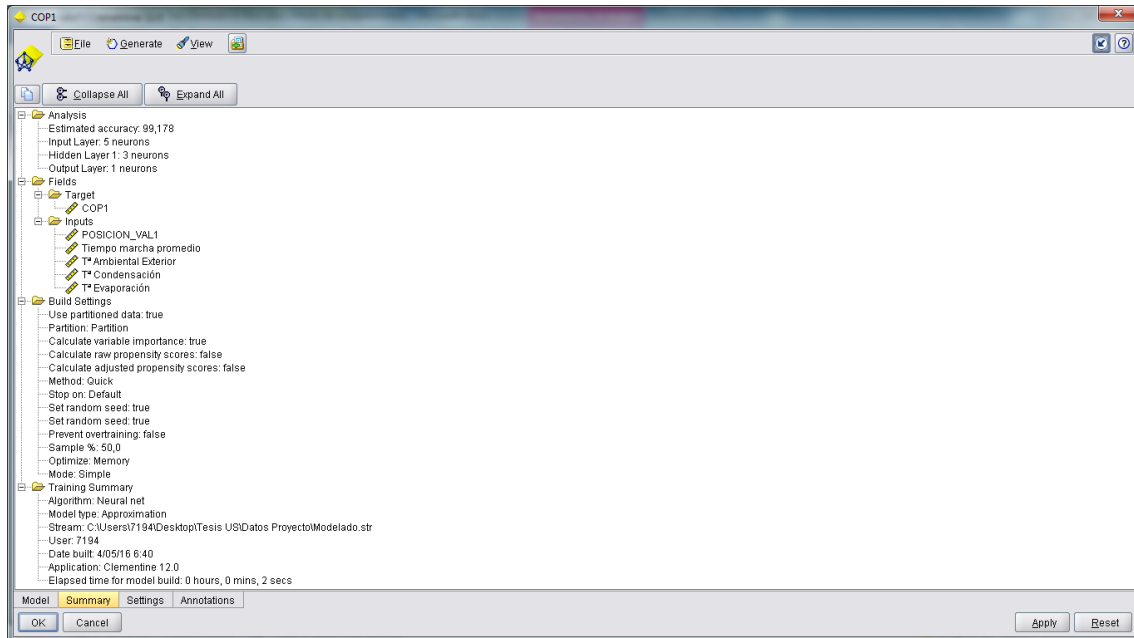 COP1
File Generate View
Collapse All Expand All
Analysis
Estimated accuracy: 99,178
Input Layer: 5 neurons
Hidden Layer 1: 3 neurons
Output Layer: 1 neurons
Fields
Target
COP1
Inputs
POSICION_VAL1
Tiempo marcha promedio
Tª Ambiental Exterior
Tª Condensación
Tª Evaporación
Build Settings
Use partitioned data: true
Partition: Partition
Calculate variable importance: true
Calculate raw propensity scores: false
Calculate adjusted propensity scores: false
Method: Quick
Stop on: Default
Set random seed: true
Set random seed: true
Prevent overtraining: false
Sample %: 50,0
Optimize: Memory
Mode: Simple
Training Summary
Algorithm: Neural net
Model type: Approximation
Stream: C:\Users\7194\Desktop\Tesis US\Datos Proyecto\Modelado.str
User: 7194
Date built: 4/05/16 6:40
Application: Clementine 12.0
Elapsed time for model build: 0 hours, 0 mins, 2 secs
Model Summary Settings Annotations
OK Cancel Apply Reset